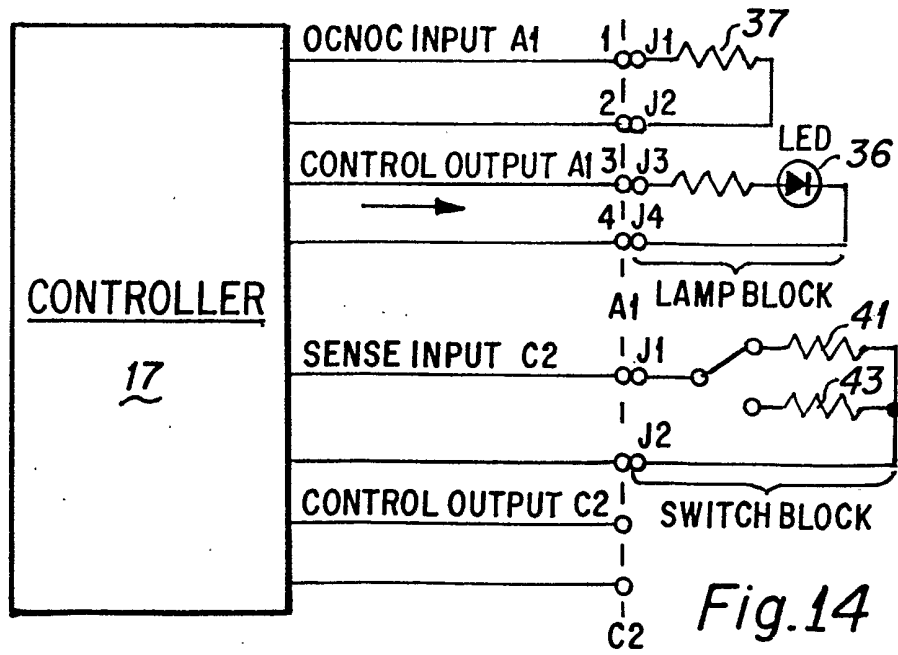 OCNOC INPUT A1
1
J1
37
2
J2
LED
36
CONTROL OUTPUT A1
3
J3
4
J4
LAMP BLOCK
A1
CONTROLLER
17
SENSE INPUT C2
J1
41
43
J2
CONTROL OUTPUT C2
SWITCH BLOCK
C2
Fig.14